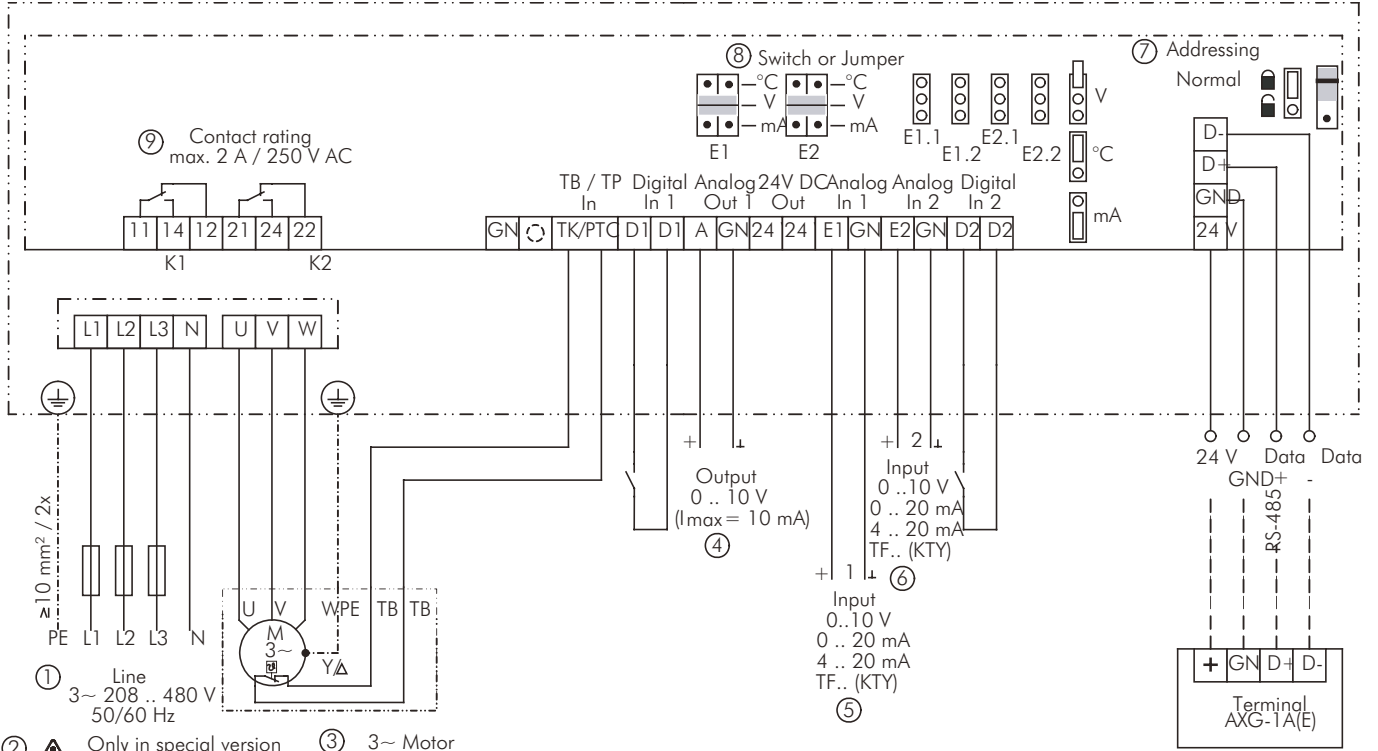 ⑧ Switch or Jumper
⑦ Addressing
Normal
°C
V
mA
°C
V
mA
E1
E2
E1.1
E1.2
E2.1
E2.2
V
°C
mA
⑨ Contact rating
max. 2 A / 250 V AC
TB / TP Digital Analog 24V DC Analog Analog Digital
In In 1 Out 1 Out In 1 In 2 In 2
11 14 12 21 24 22
K1 K2
GN TK/PTC D1 D1 A GN 24 24 E1 GN E2 GN D2 D2
D-
D+
GND
24 V
L1 L2 L3 N U V W
≥10 mm² / 2x
PE L1 L2 L3 N
① Line
3~ 208 .. 480 V
50/60 Hz
U V W PE TB TB
M
3~
Y/Δ
② Only in special version
③ 3~ Motor
+ ⊥
Output
0 .. 10 V
(Imax = 10 mA)
④
+ 1 ⊥
Input
0..10 V
0 .. 20 mA
4 .. 20 mA
TF.. (KTY)
⑤
+ 2 ⊥
Input
0 ..10 V
0 .. 20 mA
4 .. 20 mA
TF.. (KTY)
⑥
24 V Data Data
GND + -
RS-485
+ GN D+ D-
Terminal
AXG-1A(E)